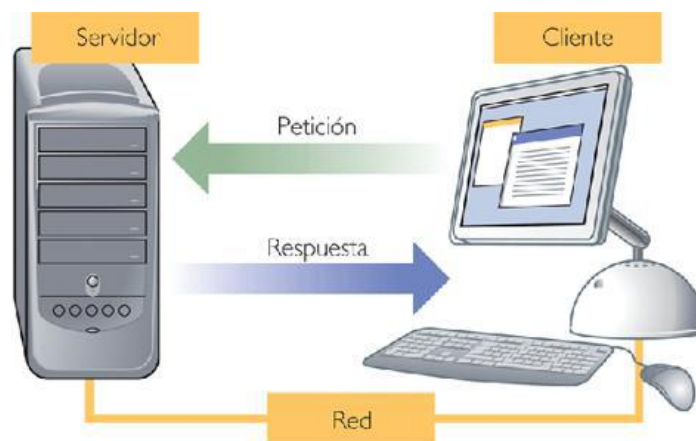 Servidor
Cliente
Petición
Respuesta
Red